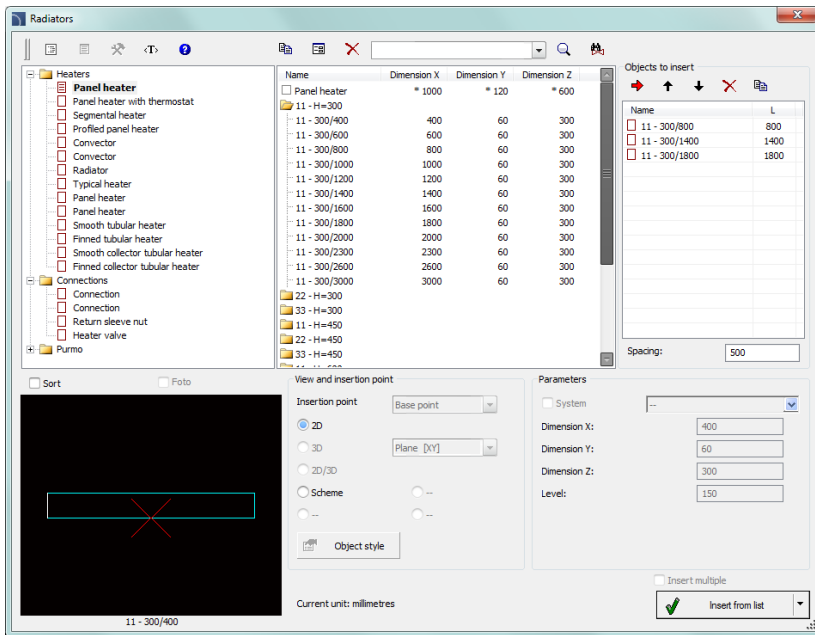 Radiators
Heaters
Panel heater
Panel heater with thermostat
Segmental heater
Profiled panel heater
Convector
Convector
Radiator
Typical heater
Panel heater
Panel heater
Smooth tubular heater
Finned tubular heater
Smooth collector tubular heater
Finned collector tubular heater
Connections
Connection
Connection
Return sleeve nut
Heater valve
Purmo
Name Dimension X Dimension Y Dimension Z
Panel heater * 1000 * 120 * 600
11 - H=300
11 - 300/400 400 60 300
11 - 300/600 600 60 300
11 - 300/800 800 60 300
11 - 300/1000 1000 60 300
11 - 300/1200 1200 60 300
11 - 300/1400 1400 60 300
11 - 300/1600 1600 60 300
11 - 300/1800 1800 60 300
11 - 300/2000 2000 60 300
11 - 300/2300 2300 60 300
11 - 300/2600 2600 60 300
11 - 300/3000 3000 60 300
22 - H=300
33 - H=300
11 - H=450
22 - H=450
33 - H=450
Objects to insert
Name L
11 - 300/800 800
11 - 300/1400 1400
11 - 300/1800 1800
Spacing: 500
Sort Foto
11 - 300/400
View and insertion point
Insertion point Base point
2D
3D Plane [XY]
2D/3D
Scheme --
-- --
Object style
Current unit: milimetres
Parameters
System --
Dimension X: 400
Dimension Y: 60
Dimension Z: 300
Level: 150
Insert multiple
Insert from list